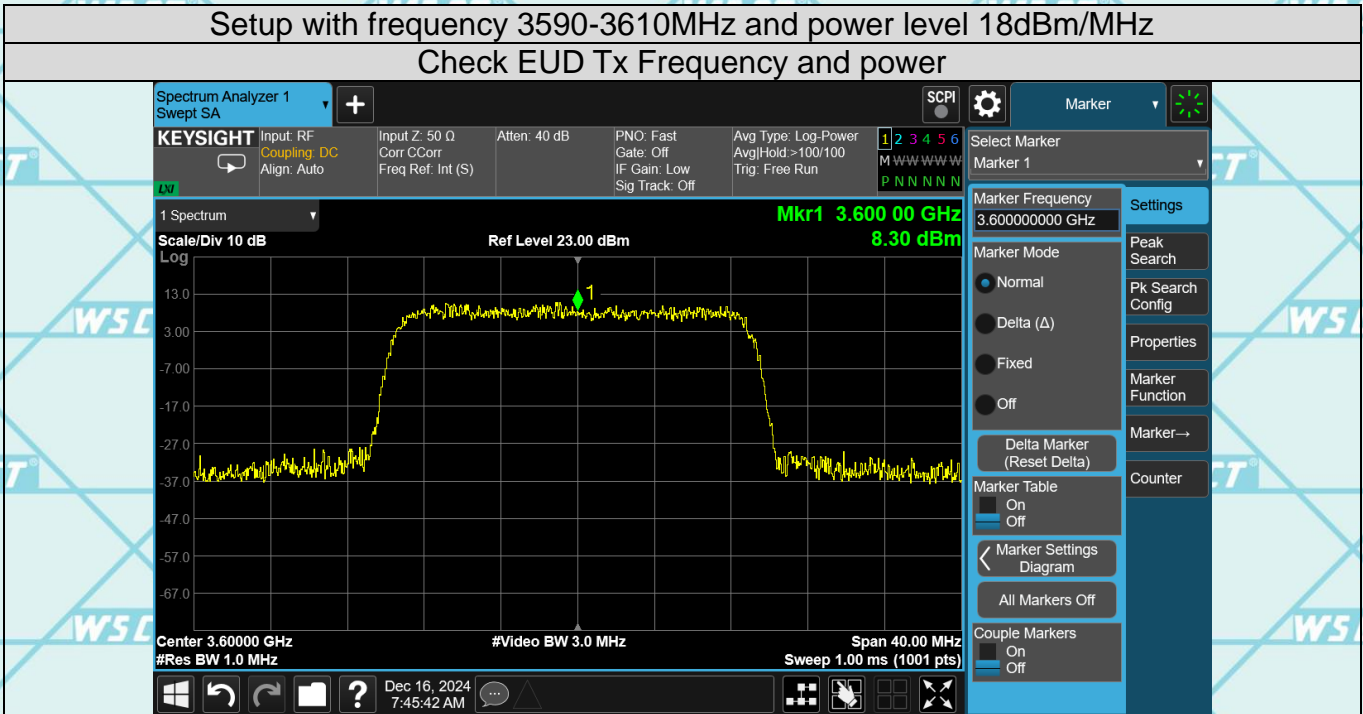 Setup with frequency 3590-3610MHz and power level 18dBm/MHz
Check EUD Tx Frequency and power
Spectrum Analyzer 1
Swept SA
+
SCPI
Marker
KEYSIGHT
Input: RF
Coupling: DC
Align: Auto
Input Z: 50 Ω
Corr CCorr
Freq Ref: Int (S)
Atten: 40 dB
PNO: Fast
Gate: Off
IF Gain: Low
Sig Track: Off
Avg Type: Log-Power
Avg|Hold:>100/100
Trig: Free Run
1 2 3 4 5 6
M W W W W W
P N N N N N
LXI
Select Marker
Marker 1
1 Spectrum
Mkr1 3.600 00 GHz
8.30 dBm
Scale/Div 10 dB
Ref Level 23.00 dBm
Log
13.0
3.00
-7.00
-17.0
-27.0
-37.0
-47.0
-57.0
-67.0
1
Center 3.60000 GHz
#Video BW 3.0 MHz
Span 40.00 MHz
#Res BW 1.0 MHz
Sweep 1.00 ms (1001 pts)
Marker Frequency
3.600000000 GHz
Marker Mode
Normal
Delta (Δ)
Fixed
Off
Delta Marker
(Reset Delta)
Marker Table
On
Off
Marker Settings
Diagram
All Markers Off
Couple Markers
On
Off
Settings
Peak
Search
Pk Search
Config
Properties
Marker
Function
Marker→
Counter
?
Dec 16, 2024
7:45:42 AM